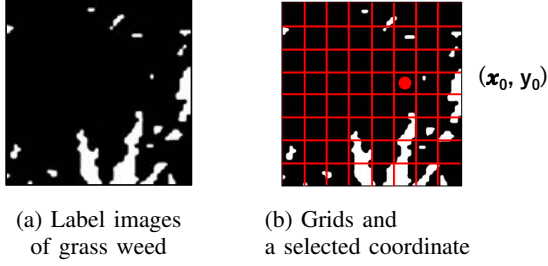 (x₀, y₀)
(a) Label images
of grass weed
(b) Grids and
a selected coordinate